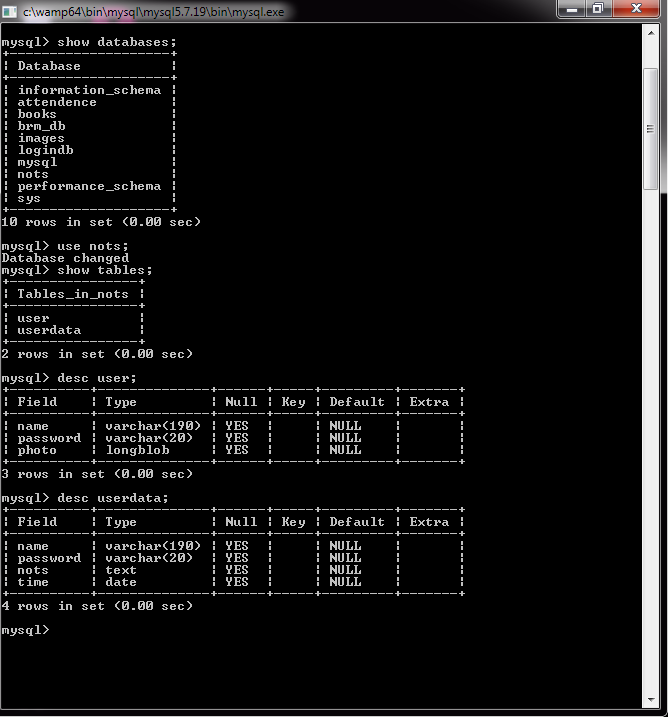 c:\wamp64\bin\mysql\mysql5.7.19\bin\mysql.exe
mysql> show databases;
+--------------------+
| Database           |
+--------------------+
| information_schema |
| attendence         |
| books              |
| brm_db             |
| images             |
| logindb            |
| mysql              |
| nots               |
| performance_schema |
| sys                |
+--------------------+
10 rows in set (0.00 sec)
mysql> use nots;
Database changed
mysql> show tables;
+----------------+
| Tables_in_nots |
+----------------+
| user           |
| userdata       |
+----------------+
2 rows in set (0.00 sec)
mysql> desc user;
+----------+--------------+------+-----+---------+-------+
| Field    | Type         | Null | Key | Default | Extra |
+----------+--------------+------+-----+---------+-------+
| name     | varchar(190) | YES  |     | NULL    |       |
| password | varchar(20)  | YES  |     | NULL    |       |
| photo    | longblob     | YES  |     | NULL    |       |
+----------+--------------+------+-----+---------+-------+
3 rows in set (0.00 sec)
mysql> desc userdata;
+----------+--------------+------+-----+---------+-------+
| Field    | Type         | Null | Key | Default | Extra |
+----------+--------------+------+-----+---------+-------+
| name     | varchar(190) | YES  |     | NULL    |       |
| password | varchar(20)  | YES  |     | NULL    |       |
| nots     | text         | YES  |     | NULL    |       |
| time     | date         | YES  |     | NULL    |       |
+----------+--------------+------+-----+---------+-------+
4 rows in set (0.00 sec)
mysql>